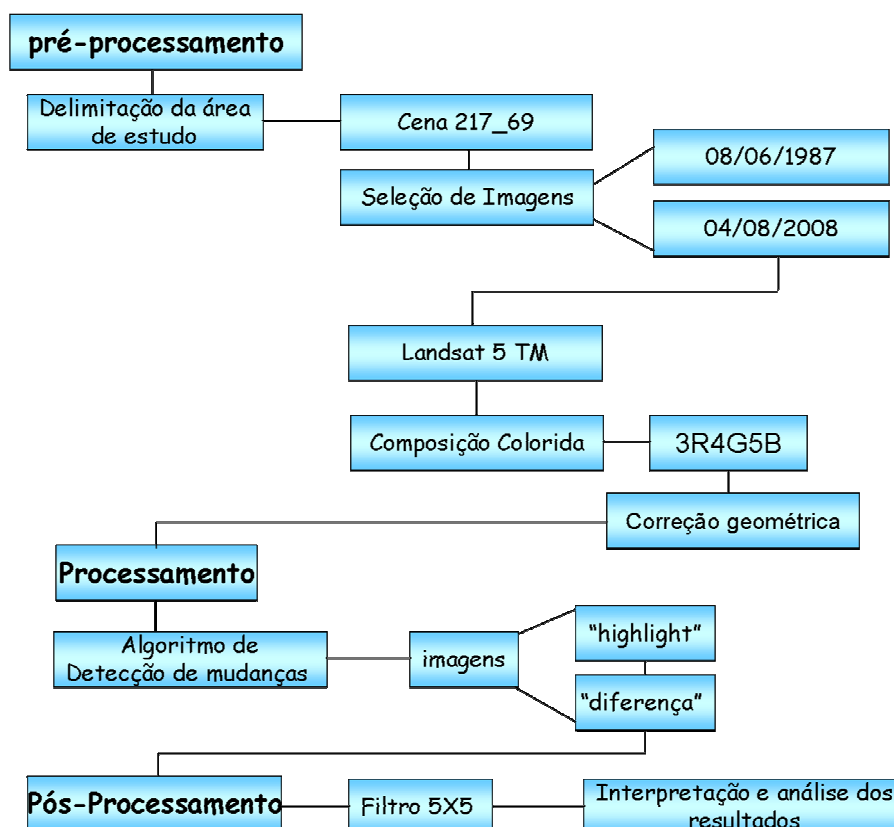 pré-processamento
Delimitação da área
de estudo
Cena 217_69
08/06/1987
Seleção de Imagens
04/08/2008
Landsat 5 TM
Composição Colorida
3R4G5B
Correção geométrica
Processamento
Algoritmo de
Detecção de mudanças
imagens
"highlight"
"diferença"
Pós-Processamento
Filtro 5X5
Interpretação e análise dos
resultados